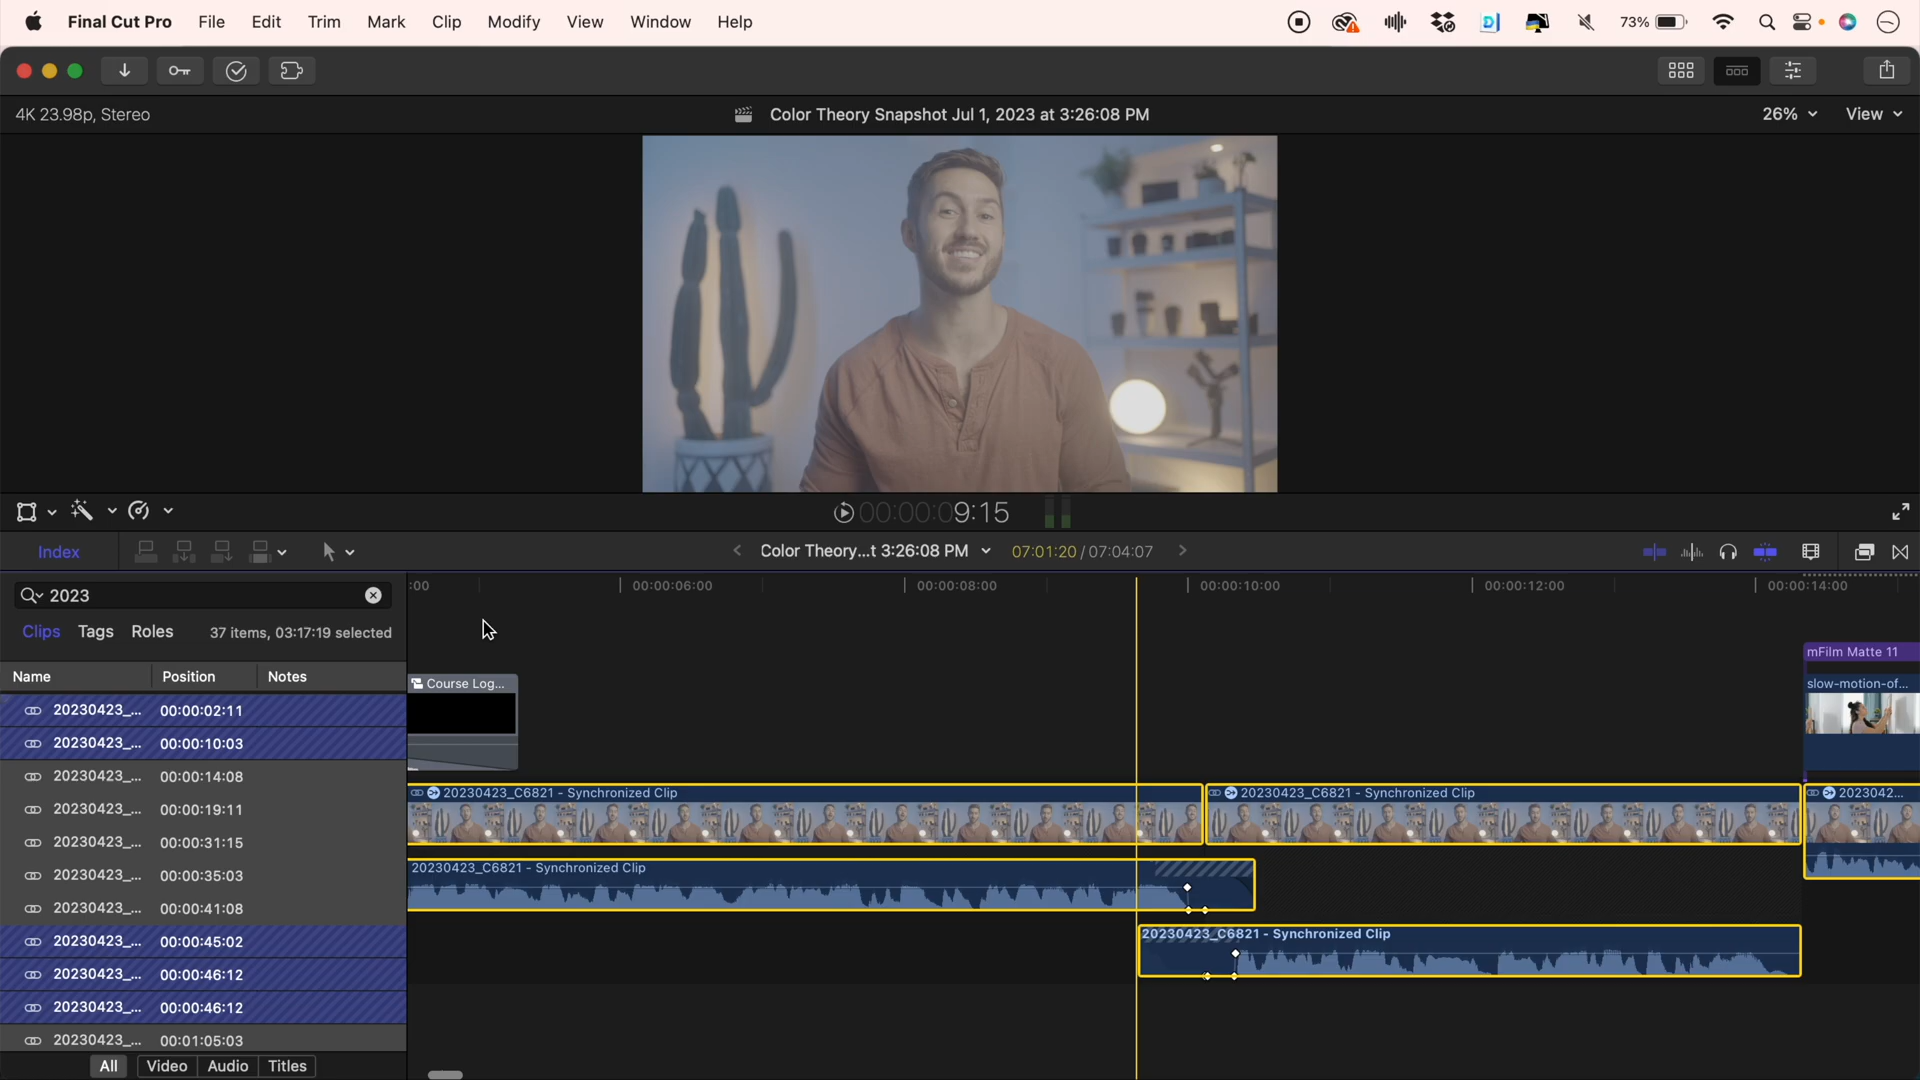 Final Cut Pro File Edit Trim Mark Clip Modify View Window Help 73%
4K 23.98p, Stereo Color Theory Snapshot Jul 1, 2023 at 3:26:08 PM 26% View
00:00:09:15
Index Color Theory...t 3:26:08 PM 07:01:20 / 07:04:07
2023
:00 00:00:06:00 00:00:08:00 00:00:10:00 00:00:12:00 00:00:14:00
Clips Tags Roles 37 items, 03:17:19 selected
mFilm Matte 11
Name Position Notes
Course Log...
slow-motion-of...
20230423_... 00:00:02:11
20230423_... 00:00:10:03
20230423_... 00:00:14:08
20230423_... 00:00:19:11
20230423_... 00:00:31:15
20230423_... 00:00:35:03
20230423_... 00:00:41:08
20230423_... 00:00:45:02
20230423_... 00:00:46:12
20230423_... 00:00:46:12
20230423_... 00:01:05:03
20230423_C6821 - Synchronized Clip
20230423_C6821 - Synchronized Clip
2023042...
20230423_C6821 - Synchronized Clip
20230423_C6821 - Synchronized Clip
All Video Audio Titles